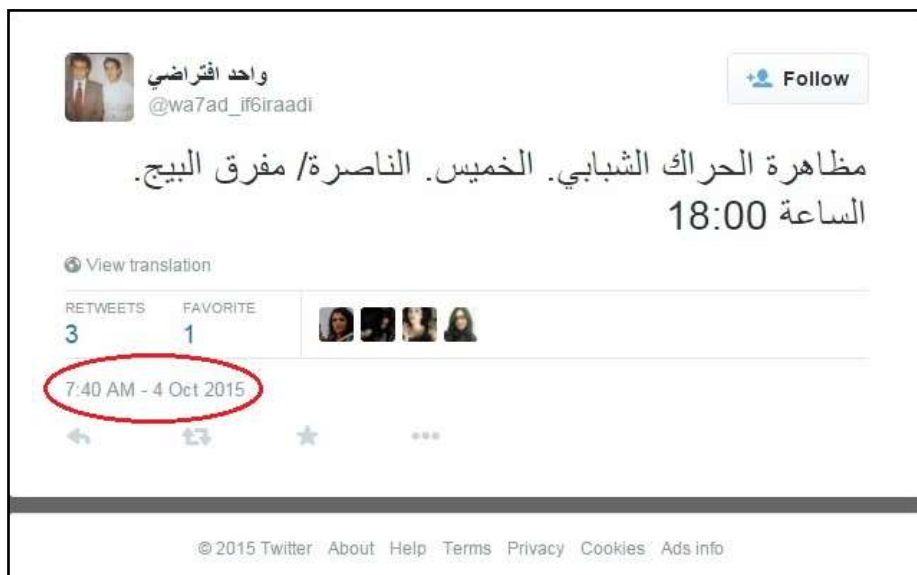 واحد افتراضي
Follow
@wa7ad_if6iraadi
مظاهرة الحراك الشبابي. الخميس. الناصرة/ مفرق البيج.
الساعة 18:00
View translation
RETWEETS FAVORITE
3 1
7:40 AM - 4 Oct 2015
© 2015 Twitter About Help Terms Privacy Cookies Ads info